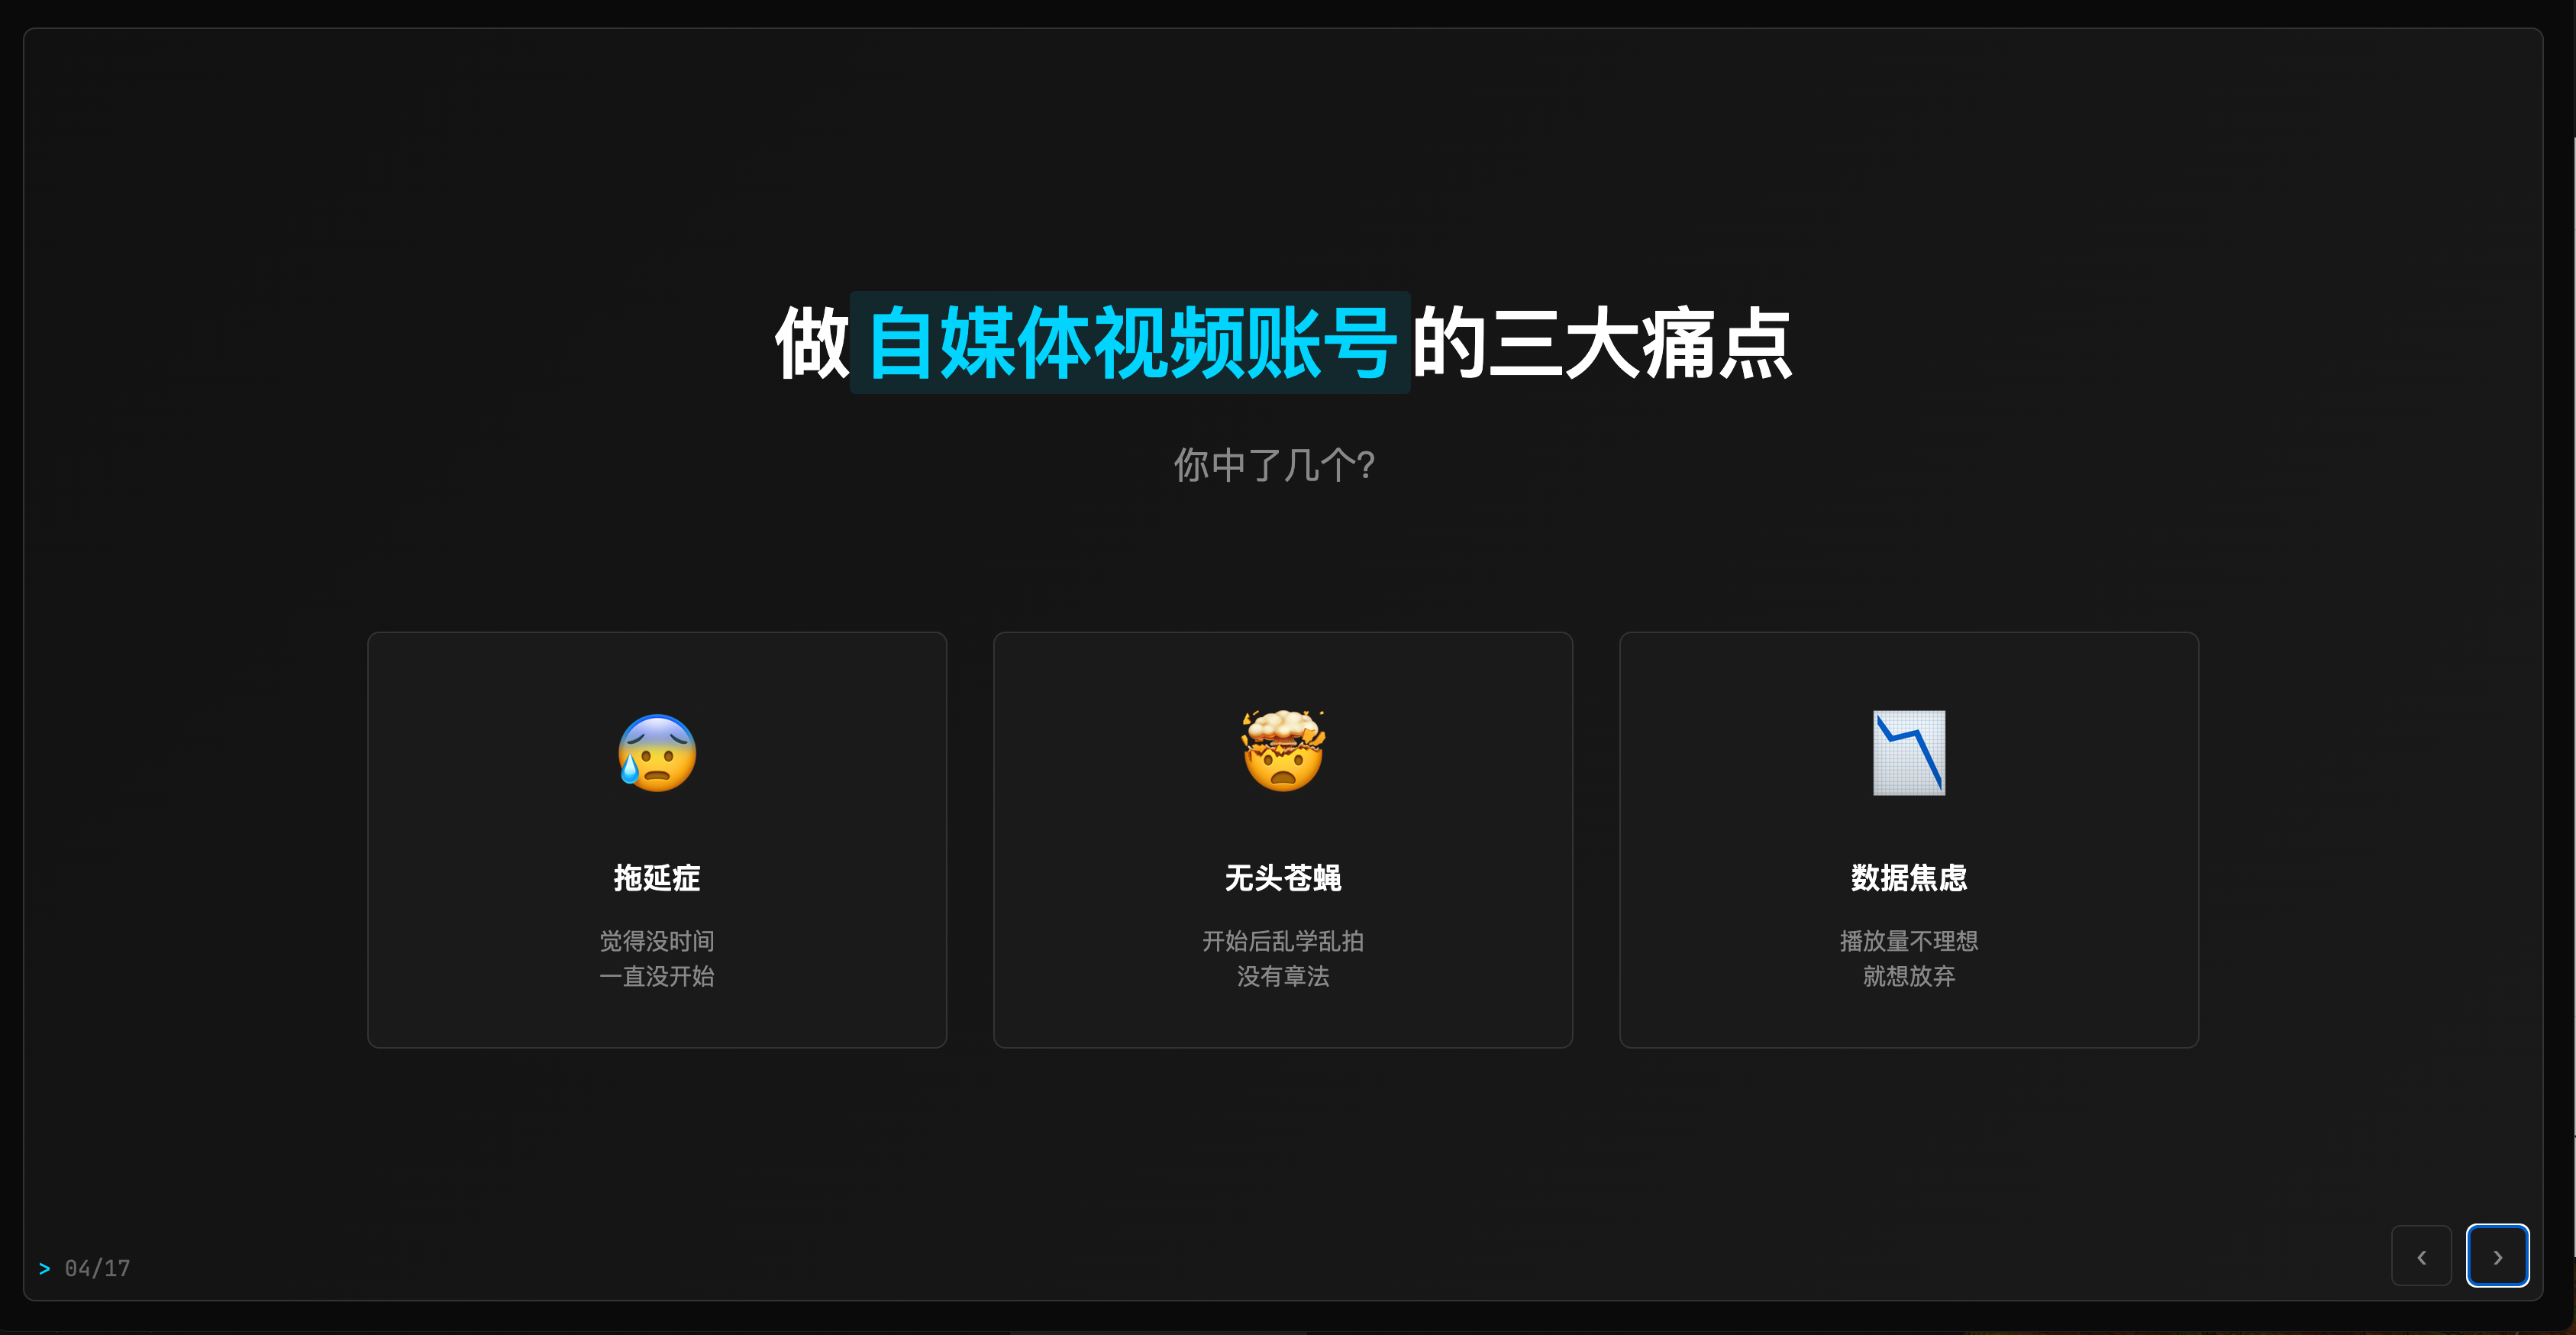 做自媒体视频账号的三大痛点
你中了几个?
拖延症
觉得没时间
一直没开始
无头苍蝇
开始后乱学乱拍
没有章法
数据焦虑
播放量不理想
就想放弃
> 04/17
‹ ›